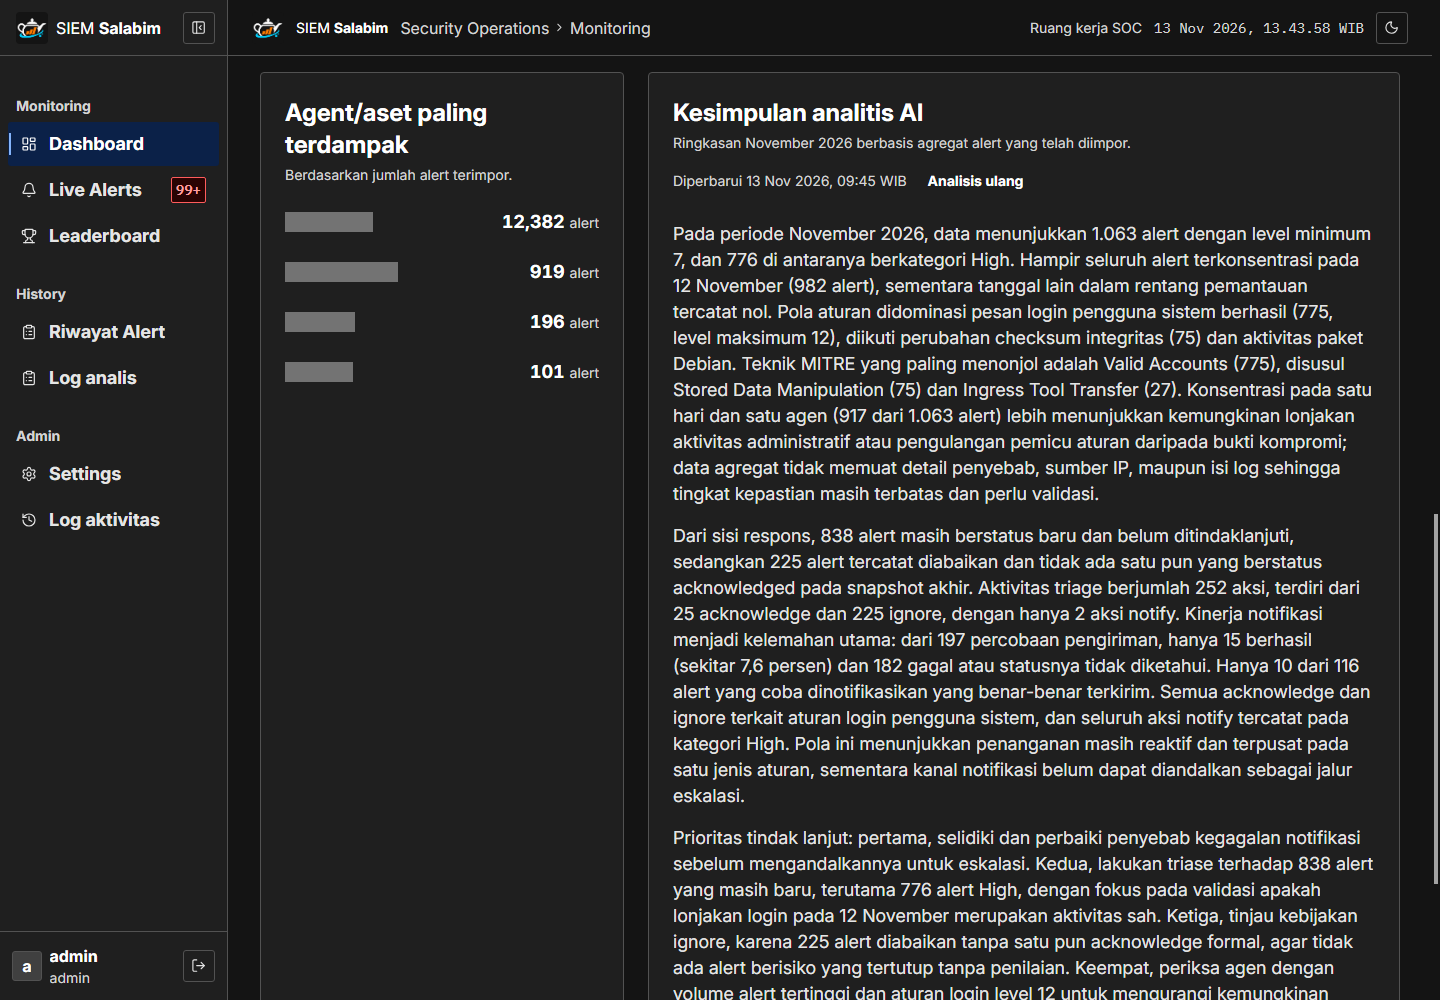 SIEM Salabim
SIEM Salabim Security Operations › Monitoring
Ruang kerja SOC 13 Nov 2026, 13.43.58 WIB
Monitoring
Dashboard
Live Alerts 99+
Leaderboard
History
Riwayat Alert
Log analis
Admin
Settings
Log aktivitas
a
admin
admin
Agent/aset paling
terdampak
Berdasarkan jumlah alert terimpor.
12,382 alert
919 alert
196 alert
101 alert
Kesimpulan analitis AI
Ringkasan November 2026 berbasis agregat alert yang telah diimpor.
Diperbarui 13 Nov 2026, 09:45 WIB Analisis ulang
Pada periode November 2026, data menunjukkan 1.063 alert dengan level minimum
7, dan 776 di antaranya berkategori High. Hampir seluruh alert terkonsentrasi pada
12 November (982 alert), sementara tanggal lain dalam rentang pemantauan
tercatat nol. Pola aturan didominasi pesan login pengguna sistem berhasil (775,
level maksimum 12), diikuti perubahan checksum integritas (75) dan aktivitas paket
Debian. Teknik MITRE yang paling menonjol adalah Valid Accounts (775), disusul
Stored Data Manipulation (75) dan Ingress Tool Transfer (27). Konsentrasi pada satu
hari dan satu agen (917 dari 1.063 alert) lebih menunjukkan kemungkinan lonjakan
aktivitas administratif atau pengulangan pemicu aturan daripada bukti kompromi;
data agregat tidak memuat detail penyebab, sumber IP, maupun isi log sehingga
tingkat kepastian masih terbatas dan perlu validasi.
Dari sisi respons, 838 alert masih berstatus baru dan belum ditindaklanjuti,
sedangkan 225 alert tercatat diabaikan dan tidak ada satu pun yang berstatus
acknowledged pada snapshot akhir. Aktivitas triage berjumlah 252 aksi, terdiri dari
25 acknowledge dan 225 ignore, dengan hanya 2 aksi notify. Kinerja notifikasi
menjadi kelemahan utama: dari 197 percobaan pengiriman, hanya 15 berhasil
(sekitar 7,6 persen) dan 182 gagal atau statusnya tidak diketahui. Hanya 10 dari 116
alert yang coba dinotifikasikan yang benar-benar terkirim. Semua acknowledge dan
ignore terkait aturan login pengguna sistem, dan seluruh aksi notify tercatat pada
kategori High. Pola ini menunjukkan penanganan masih reaktif dan terpusat pada
satu jenis aturan, sementara kanal notifikasi belum dapat diandalkan sebagai jalur
eskalasi.
Prioritas tindak lanjut: pertama, selidiki dan perbaiki penyebab kegagalan notifikasi
sebelum mengandalkannya untuk eskalasi. Kedua, lakukan triase terhadap 838 alert
yang masih baru, terutama 776 alert High, dengan fokus pada validasi apakah
lonjakan login pada 12 November merupakan aktivitas sah. Ketiga, tinjau kebijakan
ignore, karena 225 alert diabaikan tanpa satu pun acknowledge formal, agar tidak
ada alert berisiko yang tertutup tanpa penilaian. Keempat, periksa agen dengan
volume alert tertinggi dan aturan login level 12 untuk mengurangi kemungkinan